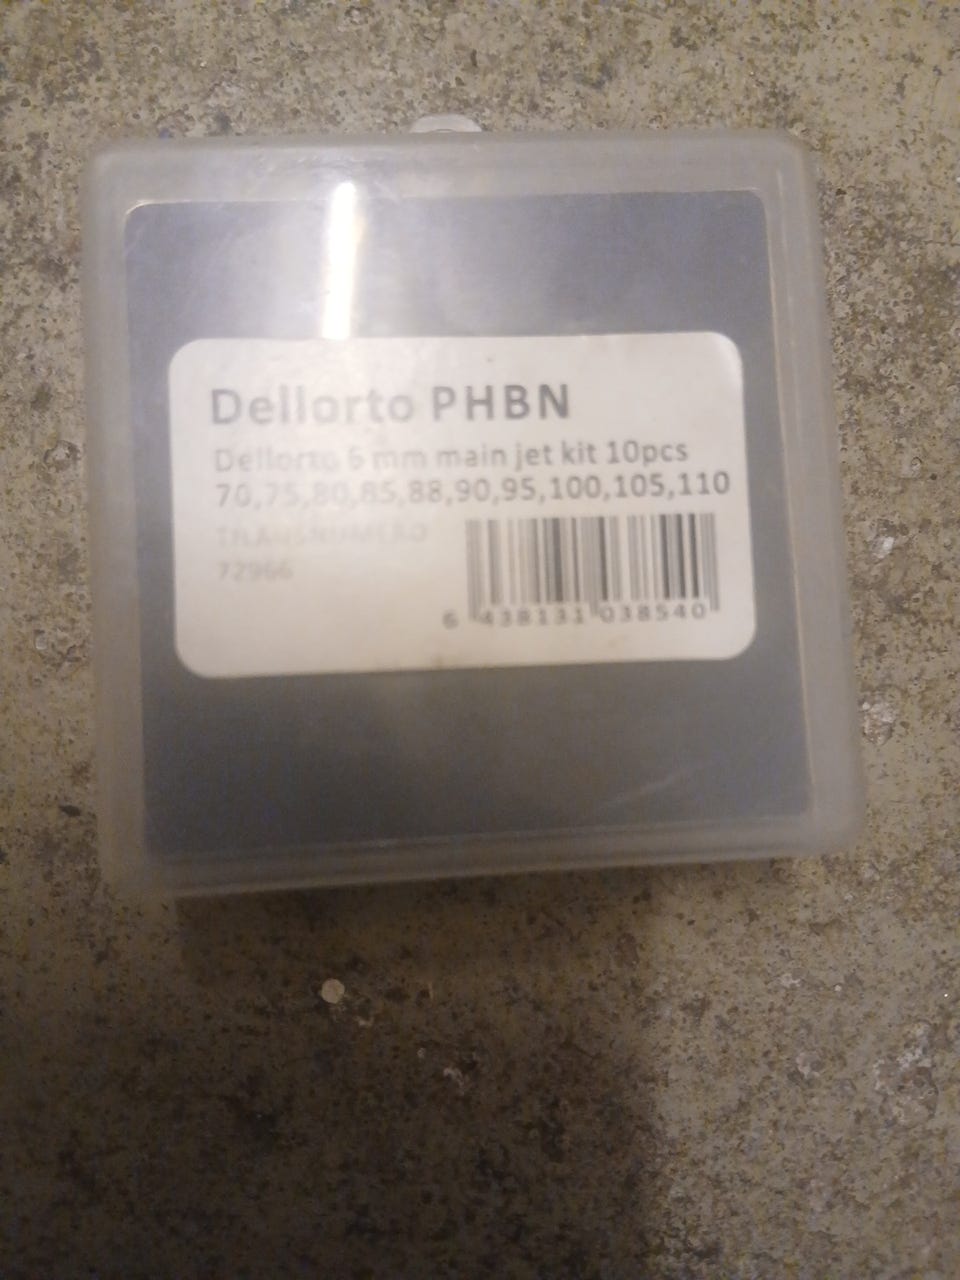 Dellorto PHBN
Dellorto 6 mm main jet kit 10pcs
70,75,80,85,88,90,95,100,105,110
72966
6 438131 038540